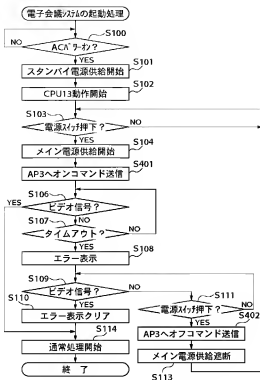 電子会議システムの起動処理
S100
ACパワーオン？
NO
YES
S101
スタンバイ電源供給開始
S102
CPU13動作開始
S103
電源スイッチ押下？
NO
YES
S104
メイン電源供給開始
S401
AP3へオンコマンド送信
S106
ビデオ信号？
YES
NO
S107
タイムアウト？
NO
YES
S108
エラー表示
S109
ビデオ信号？
NO
S111
YES
電源スイッチ押下？
NO
S110
エラー表示クリア
YES
S402
AP3へオフコマンド送信
S114
通常処理開始
メイン電源供給遮断
S113
終了